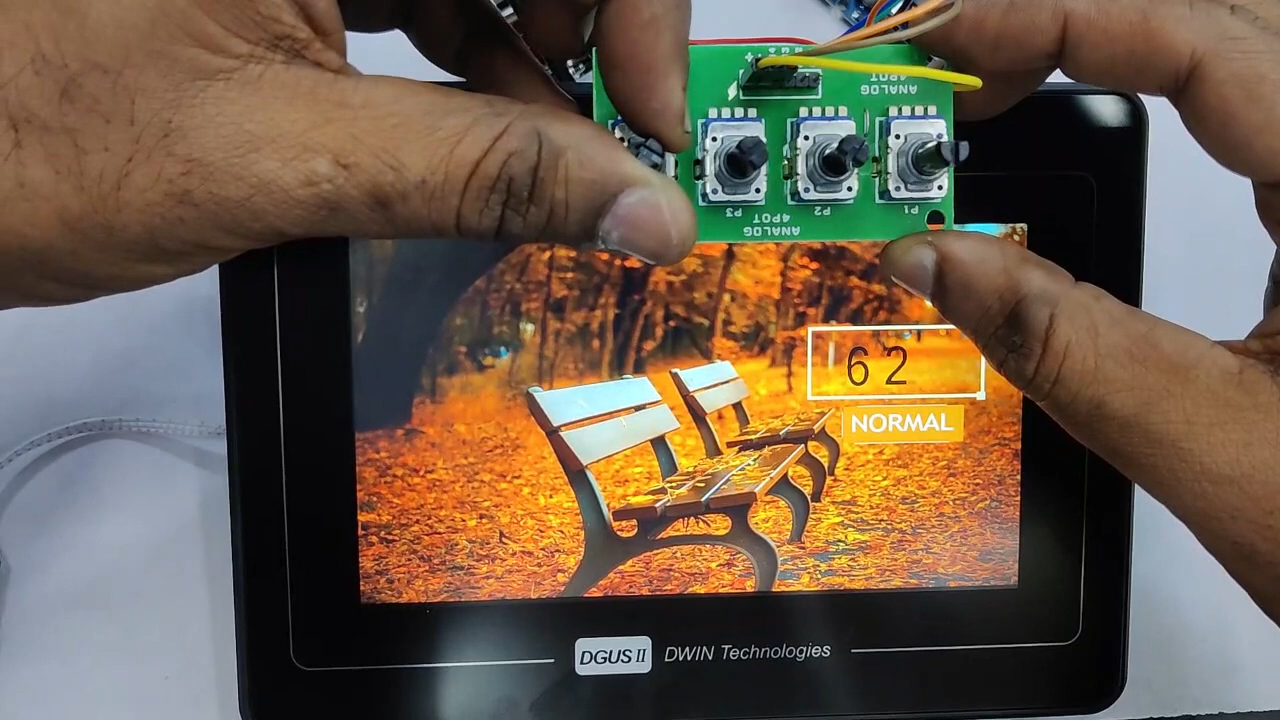 ANALOG
4POT
P3
P2
P1
ANALOG
4POT
62
NORMAL
DGUS II
DWIN Technologies